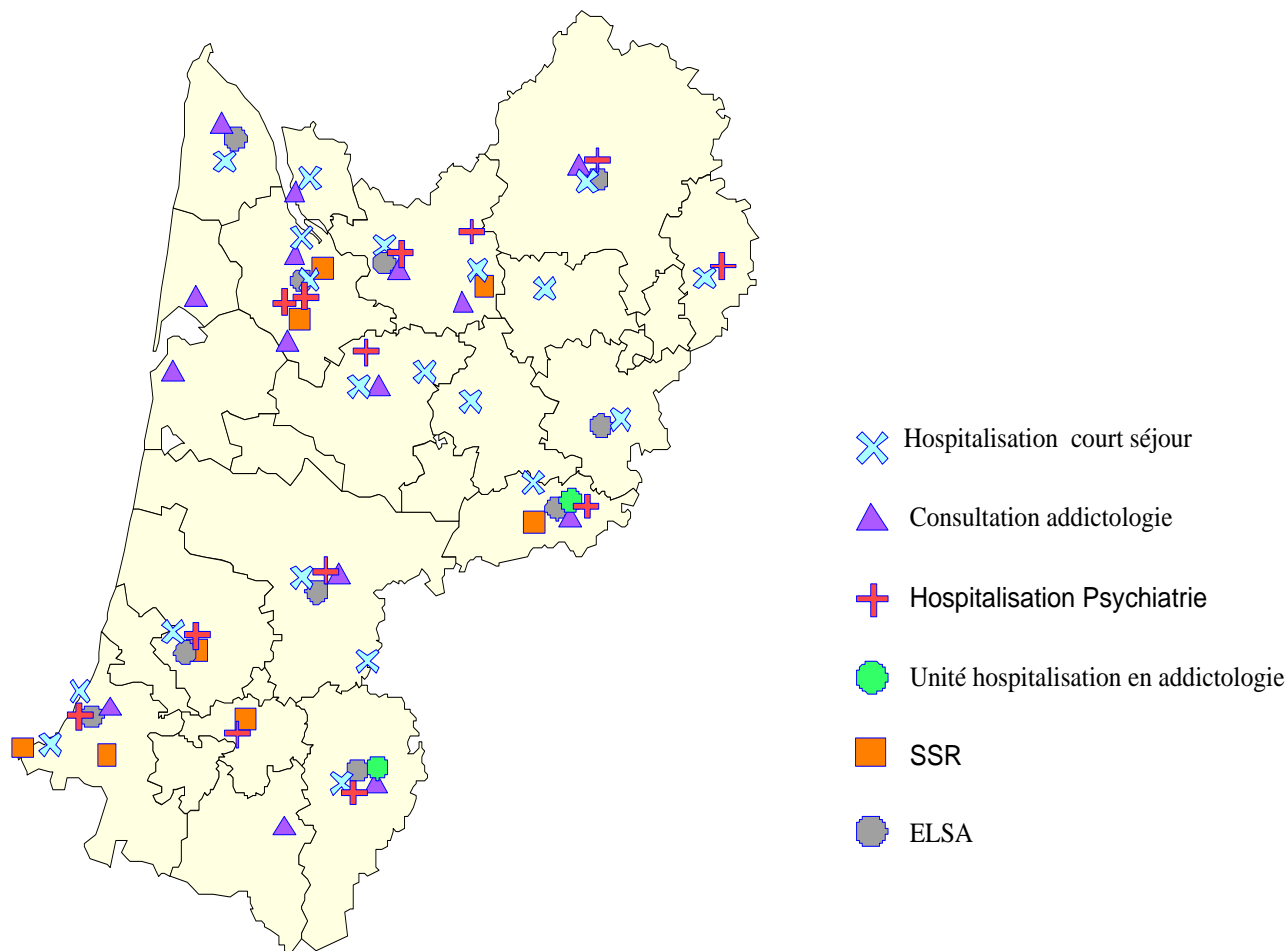 Hospitalisation court séjour
Consultation addictologie
Hospitalisation Psychiatrie
Unité hospitalisation en addictologie
SSR
ELSA